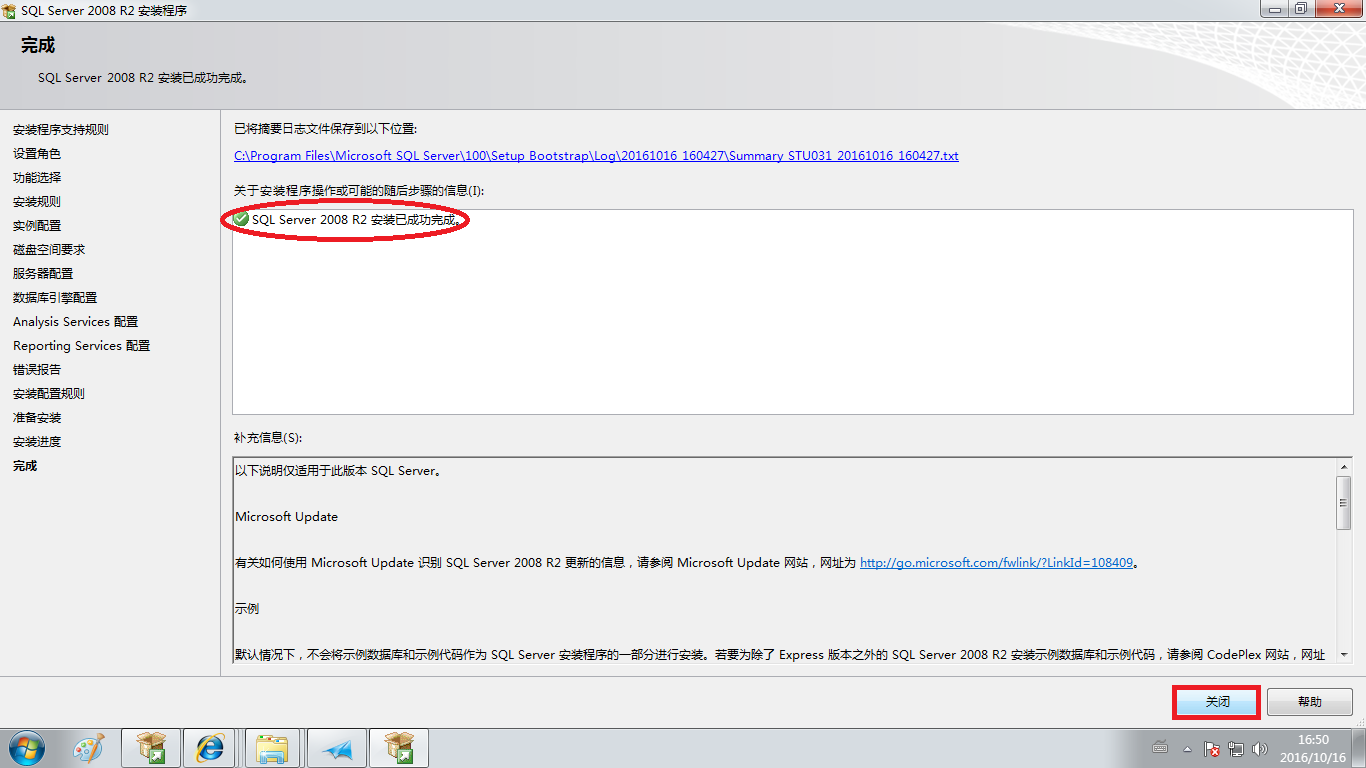 SQL Server 2008 R2 安装程序
完成
SQL Server 2008 R2 安装已成功完成。
安装程序支持规则
设置角色
功能选择
安装规则
实例配置
磁盘空间要求
服务器配置
数据库引擎配置
Analysis Services 配置
Reporting Services 配置
错误报告
安装配置规则
准备安装
安装进度
完成
已将摘要日志文件保存到以下位置:
C:\Program Files\Microsoft SQL Server\100\Setup Bootstrap\Log\20161016_160427\Summary_STU031_20161016_160427.txt
关于安装程序操作或可能的随后步骤的信息(I):
SQL Server 2008 R2 安装已成功完成。
补充信息(S):
以下说明仅适用于此版本 SQL Server。
Microsoft Update
有关如何使用 Microsoft Update 识别 SQL Server 2008 R2 更新的信息，请参阅 Microsoft Update 网站，网址为 http://go.microsoft.com/fwlink/?LinkId=108409。
示例
默认情况下，不会将示例数据库和示例代码作为 SQL Server 安装程序的一部分进行安装。若要为除了 Express 版本之外的 SQL Server 2008 R2 安装示例数据库和示例代码，请参阅 CodePlex 网站，网址
关闭
帮助
16:50
2016/10/16